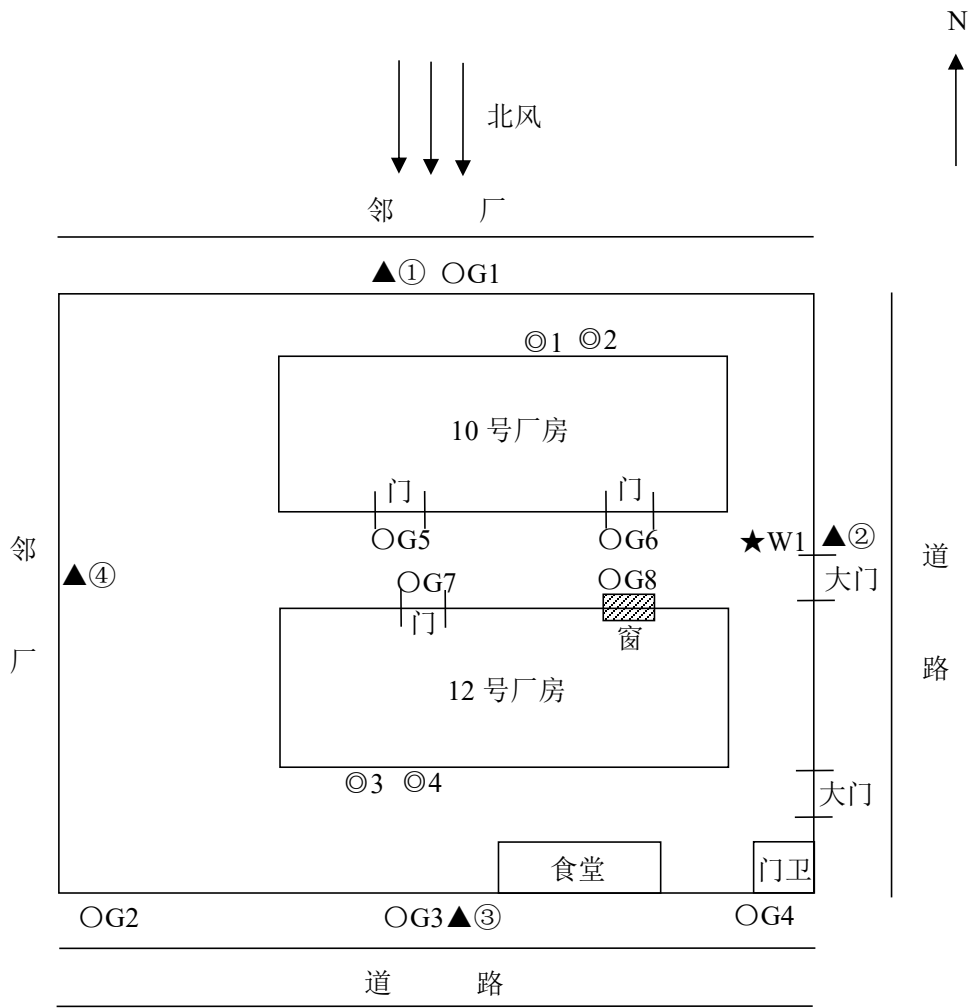 N
北风
邻 厂
▲① ○G1
◎1 ◎2
10 号厂房
门 门
○G5 ○G6 ★W1 ▲②
邻 厂
▲④
○G7 ○G8
大门
道 路
门 窗
12 号厂房
◎3 ◎4
大门
食堂 门卫
○G2 ○G3▲③ ○G4
道 路